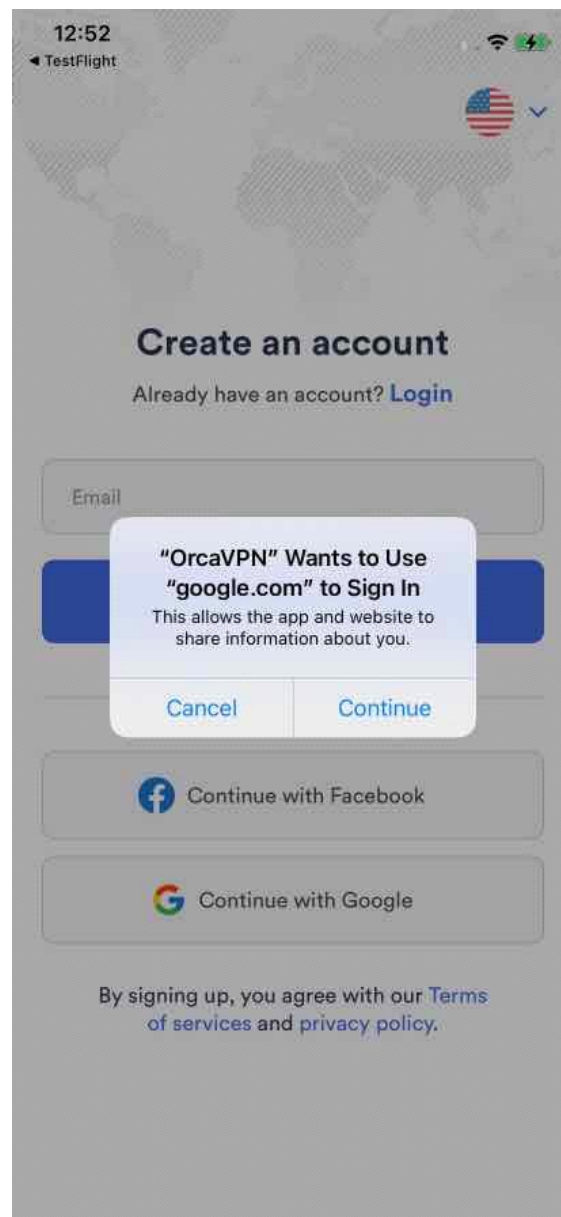 12:52
◀ TestFlight
Create an account
Already have an account? Login
Email
“OrcaVPN” Wants to Use
“google.com” to Sign In
This allows the app and website to
share information about you.
Cancel
Continue
Continue with Facebook
Continue with Google
By signing up, you agree with our Terms
of services and privacy policy.